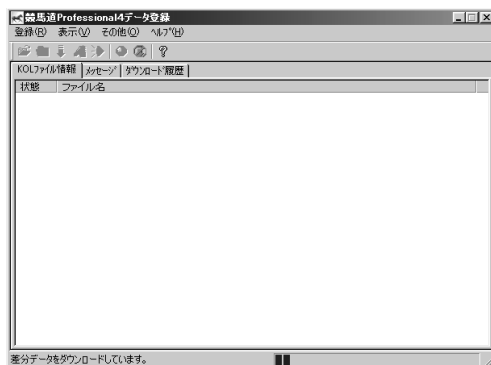 競馬道Professional4データ登録
登録(R) 表示(V) その他(O) ヘルプ(H)
KOLファイル情報 メッセージ ダウンロード履歴
状態 ファイル名
差分データをダウンロードしています。